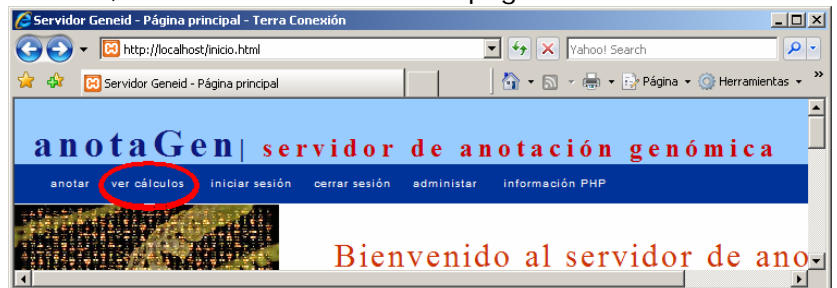 Servidor Geneid - Página principal - Terra Conexión
http://localhost/inicio.html
Yahoo! Search
Servidor Geneid - Página principal
Página
Herramientas
»
anotaGen| servidor de anotación genómica
anotar ver cálculos iniciar sesión cerrar sesión administar información PHP
Bienvenido al servidor de ano